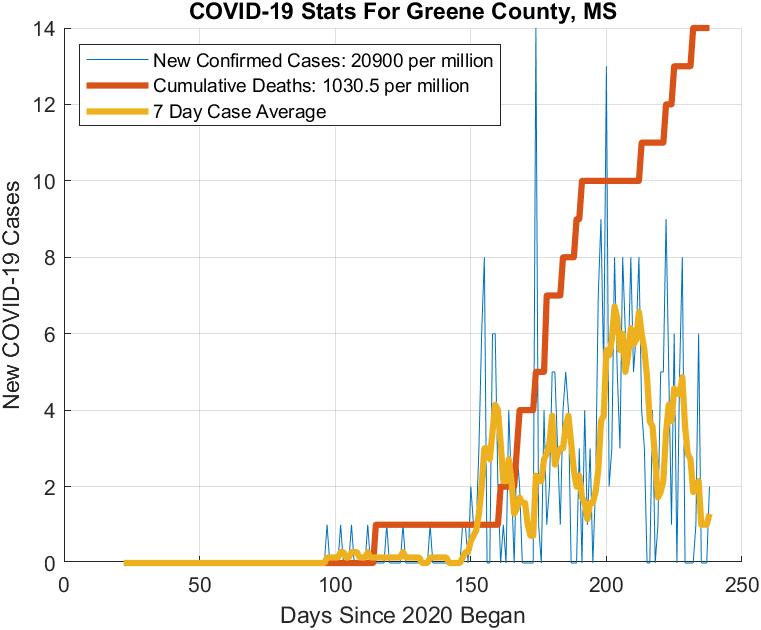 COVID-19 Stats For Greene County, MS
New Confirmed Cases: 20900 per million
Cumulative Deaths: 1030.5 per million
7 Day Case Average
New COVID-19 Cases
14
12
10
8
6
4
2
0
0 50 100 150 200 250
Days Since 2020 Began